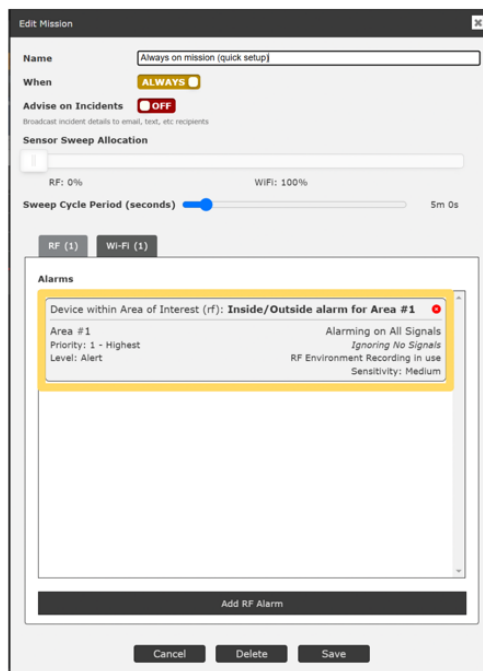 Edit Mission
Name Always on mission (quick setup)
When ALWAYS
Advise on Incidents OFF
Broadcast incident details to email, text, etc recipients
Sensor Sweep Allocation
RF: 0% WiFi: 100%
Sweep Cycle Period (seconds) 5m 0s
RF (1) Wi-Fi (1)
Alarms
Device within Area of Interest (rf): Inside/Outside alarm for Area #1
Area #1 Alarming on All Signals
Priority: 1 - Highest Ignoring No Signals
Level: Alert RF Environment Recording in use
Sensitivity: Medium
Add RF Alarm
Cancel Delete Save